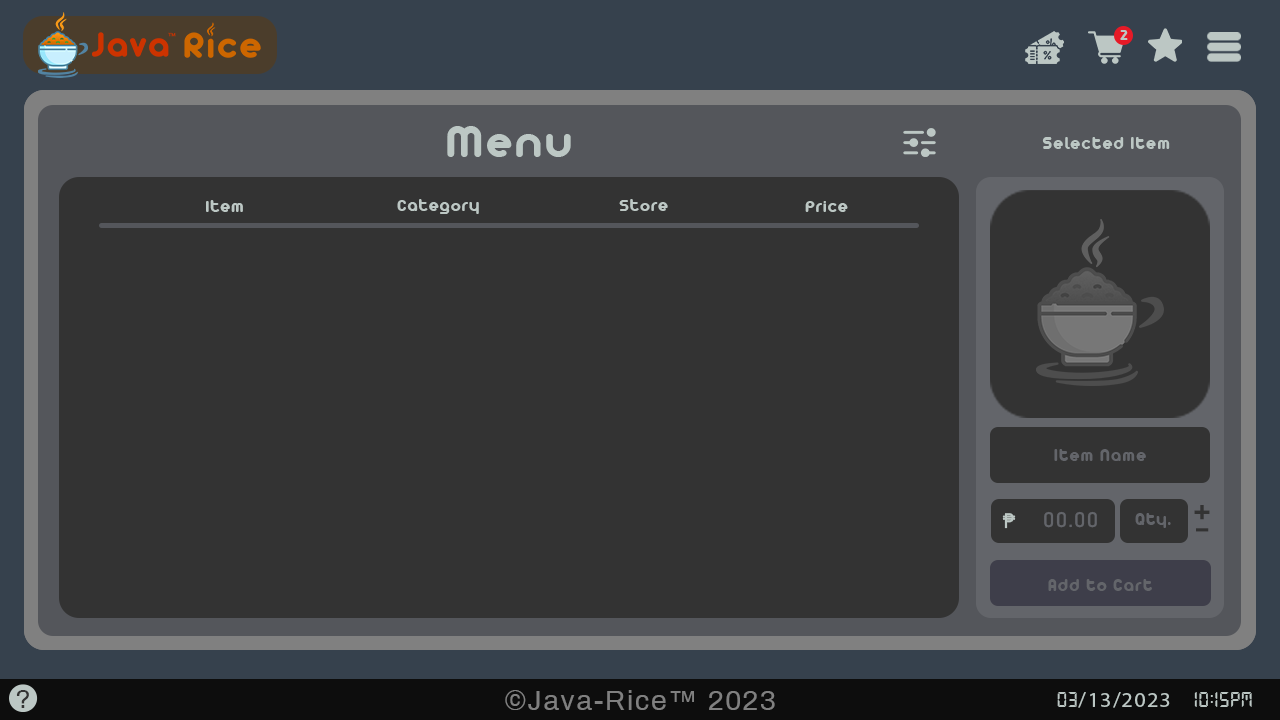 Java™ Rice
2
Menu
Selected Item
Item Category Store Price
%
%
Item Name
₱ 00.00 Qty. + −
Add to Cart
? ©Java-Rice™ 2023 03/13/2023 10:15PM